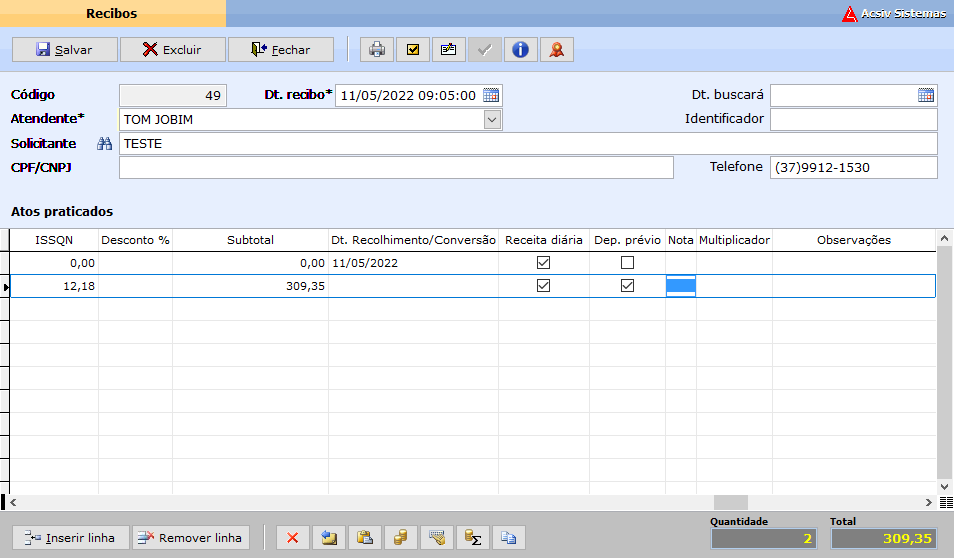 Recibos
Acsiv Sistemas
Salvar Excluir Fechar
Código 49 Dt. recibo* 11/05/2022 09:05:00 Dt. buscará
Atendente* TOM JOBIM Identificador
Solicitante TESTE
CPF/CNPJ Telefone (37)9912-1530
Atos praticados
ISSQN Desconto % Subtotal Dt. Recolhimento/Conversão Receita diária Dep. prévio Nota Multiplicador Observações
0,00 0,00 11/05/2022
12,18 309,35
Quantidade Total
Inserir linha Remover linha 2 309,35